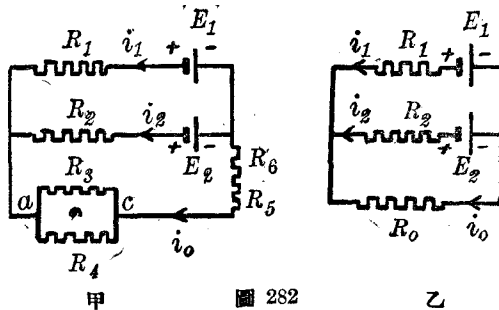 R1 i1 + - E1
R2 i2 + - E2
R3
a c
R4
R6
R5
i0
甲
圖 282
E1
i1 R1 + -
i2 R2 + -
E2
R0 i0
乙